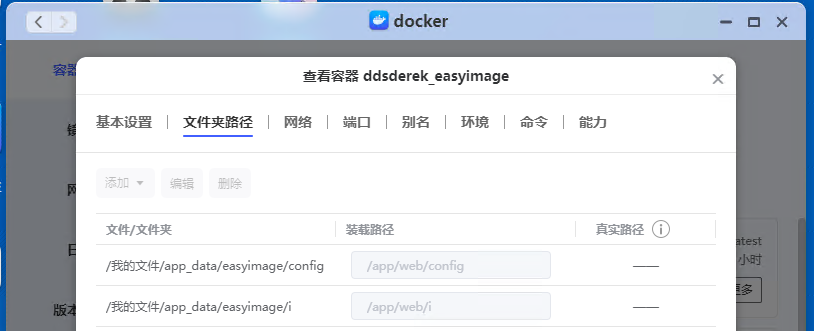 docker
容器
查看容器 ddsderek_easyimage
基本设置 文件夹路径 网络 端口 别名 环境 命令 能力
添加 编辑 删除
文件/文件夹 装载路径 真实路径
/我的文件/app_data/easyimage/config /app/web/config ——
/我的文件/app_data/easyimage/i /app/web/i ——
atest
小时
更多
版本